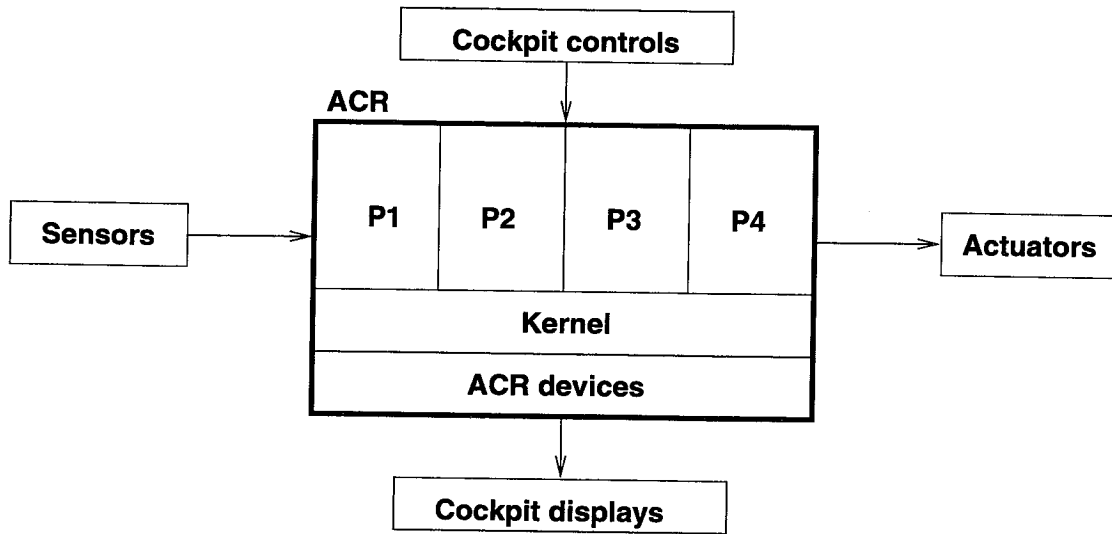 Cockpit controls
ACR
P1 P2 P3 P4
Sensors
Actuators
Kernel
ACR devices
Cockpit displays